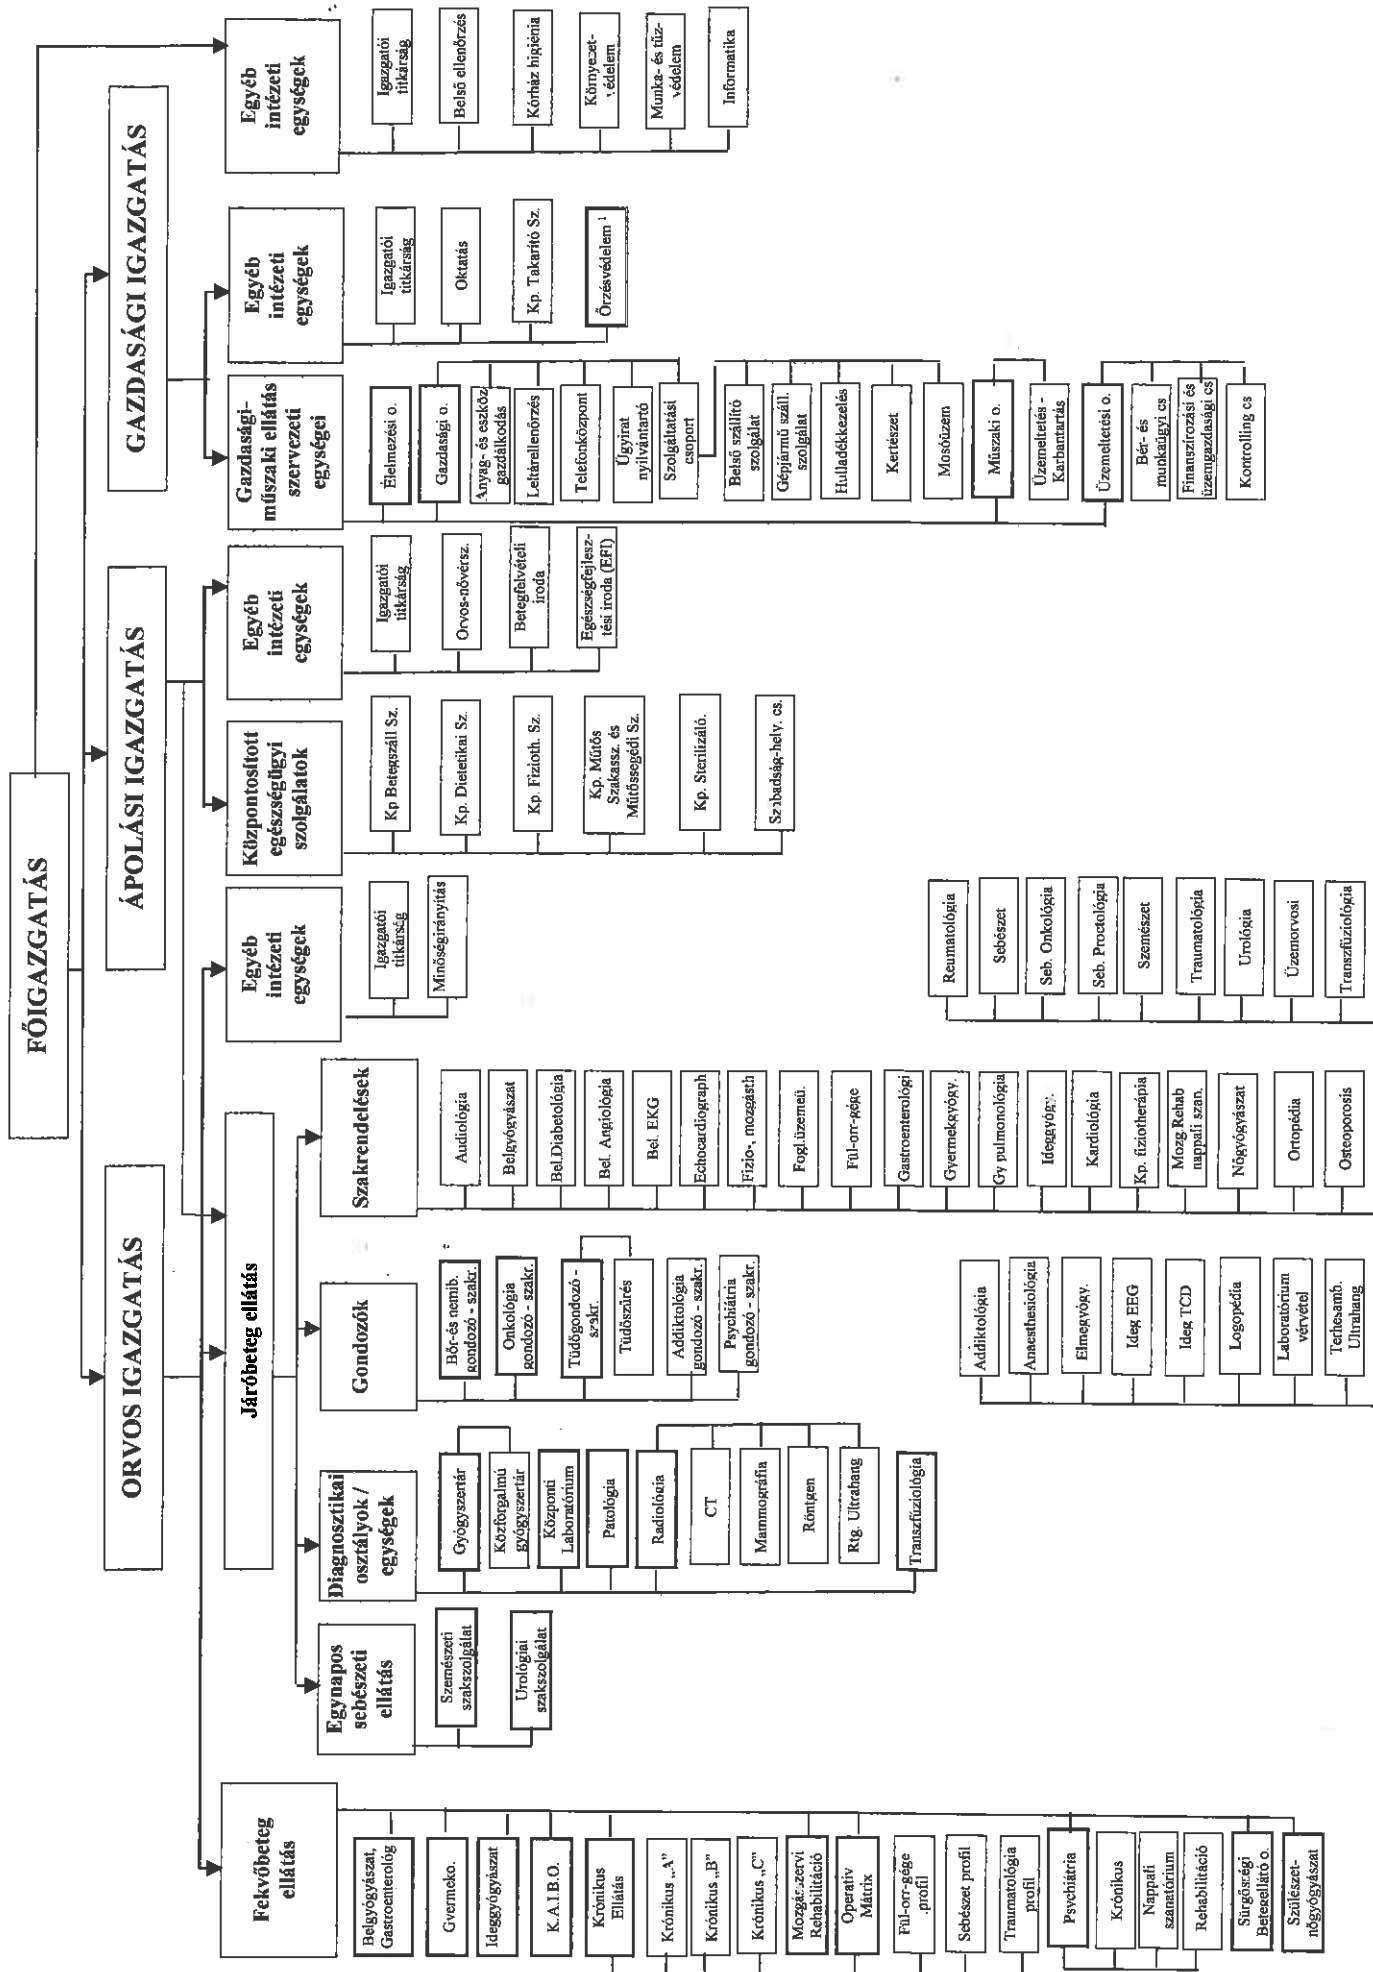 FŐIGAZGATÁS
ORVOS IGAZGATÁS
ÁPOLÁSI IGAZGATÁS
GAZDASÁGI IGAZGATÁS
Fekvőbeteg
ellátás
Belgyógyászat,
Gastroenterológ
Gyermeko.
Ideggyógyászat
K.A.I.B.O.
Krónikus
Ellátás
Krónikus „A”
Krónikus „B”
Krónikus „C”
Mozgásszervi
Rehabilitáció
Operatív
Mátrix
Fül-orr-gége
profil
Sebészet profil
Traumatológia
profil
Psychiátria
Krónikus
Nappali
szanatórium
Rehabilitáció
Sürgősségi
Betegellátó o.
Szülészet-
nőgyógyászat
Járóbeteg ellátás
Egynapos
sebészeti
ellátás
Szemészeti
szakszolgálat
Urológiai
szakszolgálat
Diagnosztikai
osztályok /
egységek
Gyógyszertár
Közforgalmú
gyógyszertár
Központi
Laboratórium
Patológia
Radiológia
CT
Mammográfia
Röntgen
Rtg. Ultrahang
Transzfúziológia
Gondozók
Bőr-és nemib.
gondozó - szakr.
Onkológia
gondozó - szakr.
Tüdőgondozó -
szakr.
Tüdőszűrés
Addiktológia
gondozó - szakr.
Psychiátria
gondozó - szakr.
Addiktológia
Anaesthesiológia
Elmegyógy.
Ideg EEG
Ideg TCD
Logopédia
Laboratórium
vérvétel
Terhesamb.
Ultrahang
Szakrendelések
Audiológia
Belgyógyászat
Bel.Diabetológia
Bel. Angiológia
Bel. EKG
Echocardiograph
Fizio-, mozgásth
Fogl.üzemeü.
Fül-orr-gége
Gastroenterológi
Gyermekgyógy.
Gy pulmonológia
Ideggyógy.
Kardiológia
Kp. fiziotherápia
Mozg.Rehab
nappali szan.
Nőgyógyászat
Ortopédia
Osteoporosis
Reumatológia
Sebészet
Seb. Onkológia
Seb. Proctológia
Szemészet
Traumatológia
Urológia
Üzemorvosi
Transzfúziológia
Egyéb
intézeti
egységek
Igazgatói
titkárság
Minőségirányítás
Központosított
egészségügyi
szolgálatok
Kp Betegszáll Sz.
Kp. Dietetikai Sz.
Kp. Fizioth. Sz.
Kp. Műtős
Szakassz. és
Műtőssegédi Sz.
Kp. Sterilizáló.
Szabadság-hely. cs.
Egyéb
intézeti
egységek
Igazgatói
titkárság
Orvos-nővérsz.
Betegfelvételi
iroda
Egészségfejlesz-
tési iroda (EFI)
Gazdasági-
műszaki ellátás
szervezeti
egységei
Élelmezési o.
Gazdasági o.
Anyag- és eszköz
gazdálkodás
Leltárellenőrzés
Telefonközpont
Ügyirat
nyilvántartó
Szolgáltatási
csoport
Belső szállító
szolgálat
Gépjármű száll.
szolgálat
Hulladékkezelés
Kertészet
Mosóüzem
Műszaki o.
Üzemeltetés -
Karbantartás
Üzemeltetési o.
Bér- és
munkaügyi cs
Finanszírozási és
üzemgazdasági cs
Kontrolling cs
Egyéb
intézeti
egységek
Igazgatói
titkárság
Oktatás
Kp. Takarító Sz.
Őrzésvédelem 1
Egyéb
intézeti
egységek
Igazgatói
titkárság
Belső ellenőrzés
Kórház higiénia
Környezet-
védelem
Munka- és tűz-
védelem
Informatika